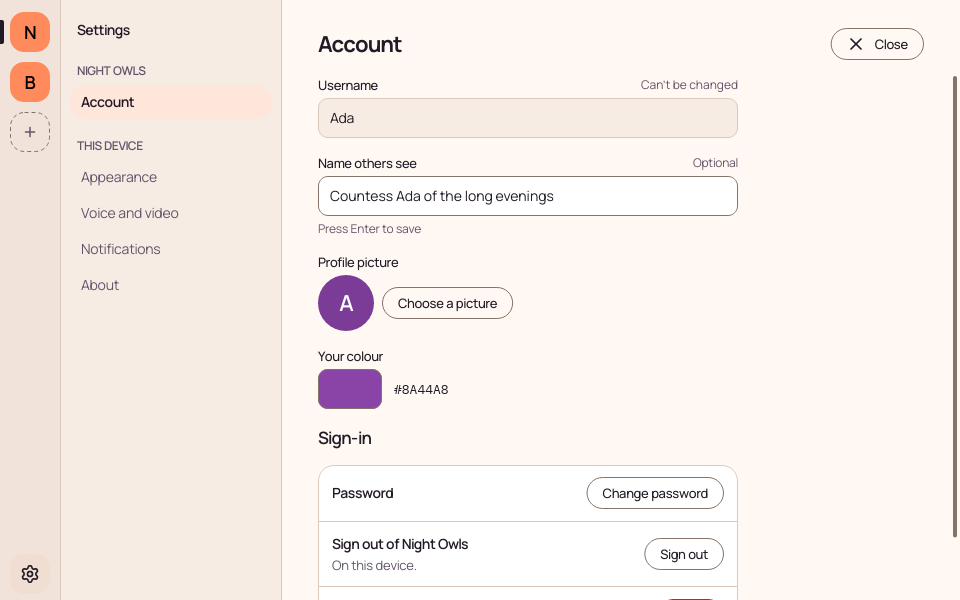 N
B
Settings
NIGHT OWLS
Account
THIS DEVICE
Appearance
Voice and video
Notifications
About
Account
Close
Username
Can't be changed
Ada
Name others see
Optional
Countess Ada of the long evenings
Press Enter to save
Profile picture
A
Choose a picture
Your colour
#8A44A8
Sign-in
Password
Change password
Sign out of Night Owls
On this device.
Sign out